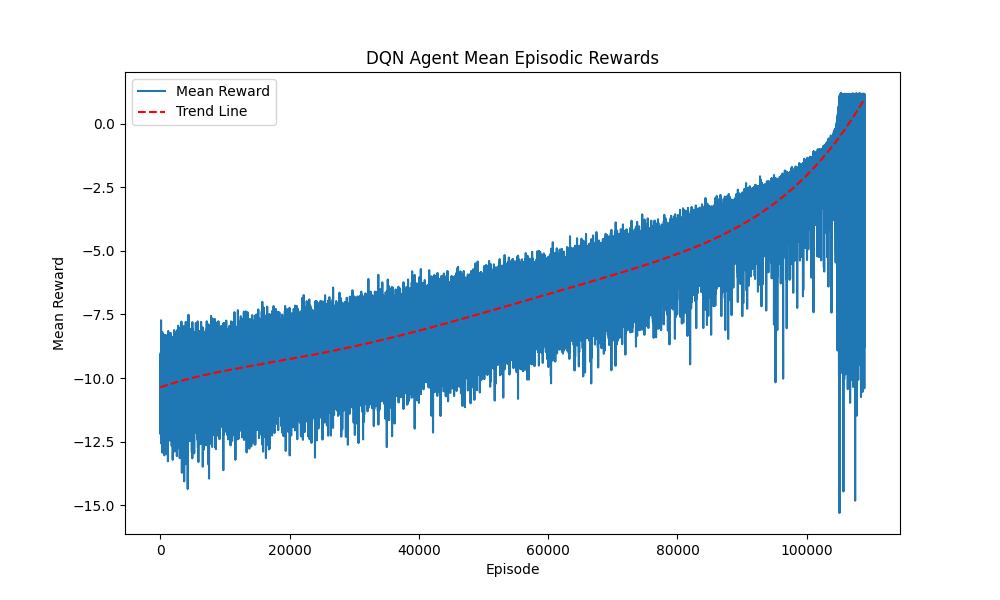 DQN Agent Mean Episodic Rewards
Mean Reward
Trend Line
0.0
−2.5
−5.0
−7.5
−10.0
−12.5
−15.0
Mean Reward
0 20000 40000 60000 80000 100000
Episode